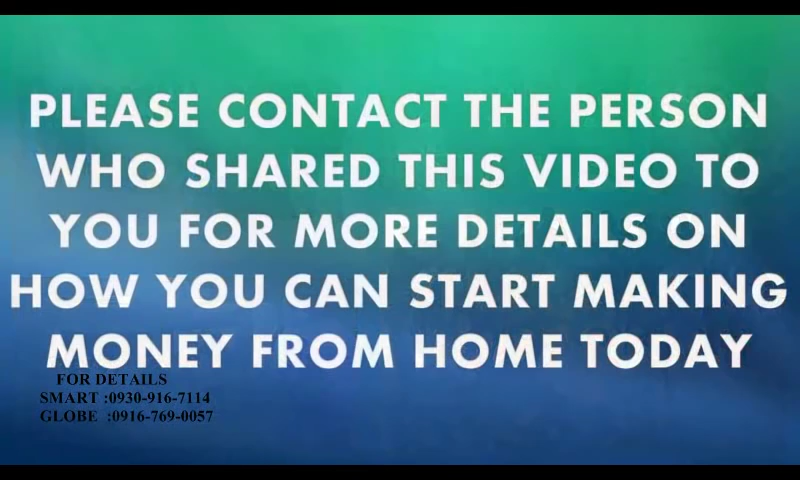 PLEASE CONTACT THE PERSON
WHO SHARED THIS VIDEO TO
YOU FOR MORE DETAILS ON
HOW YOU CAN START MAKING
MONEY FROM HOME TODAY
FOR DETAILS
SMART :0930-916-7114
GLOBE :0916-769-0057